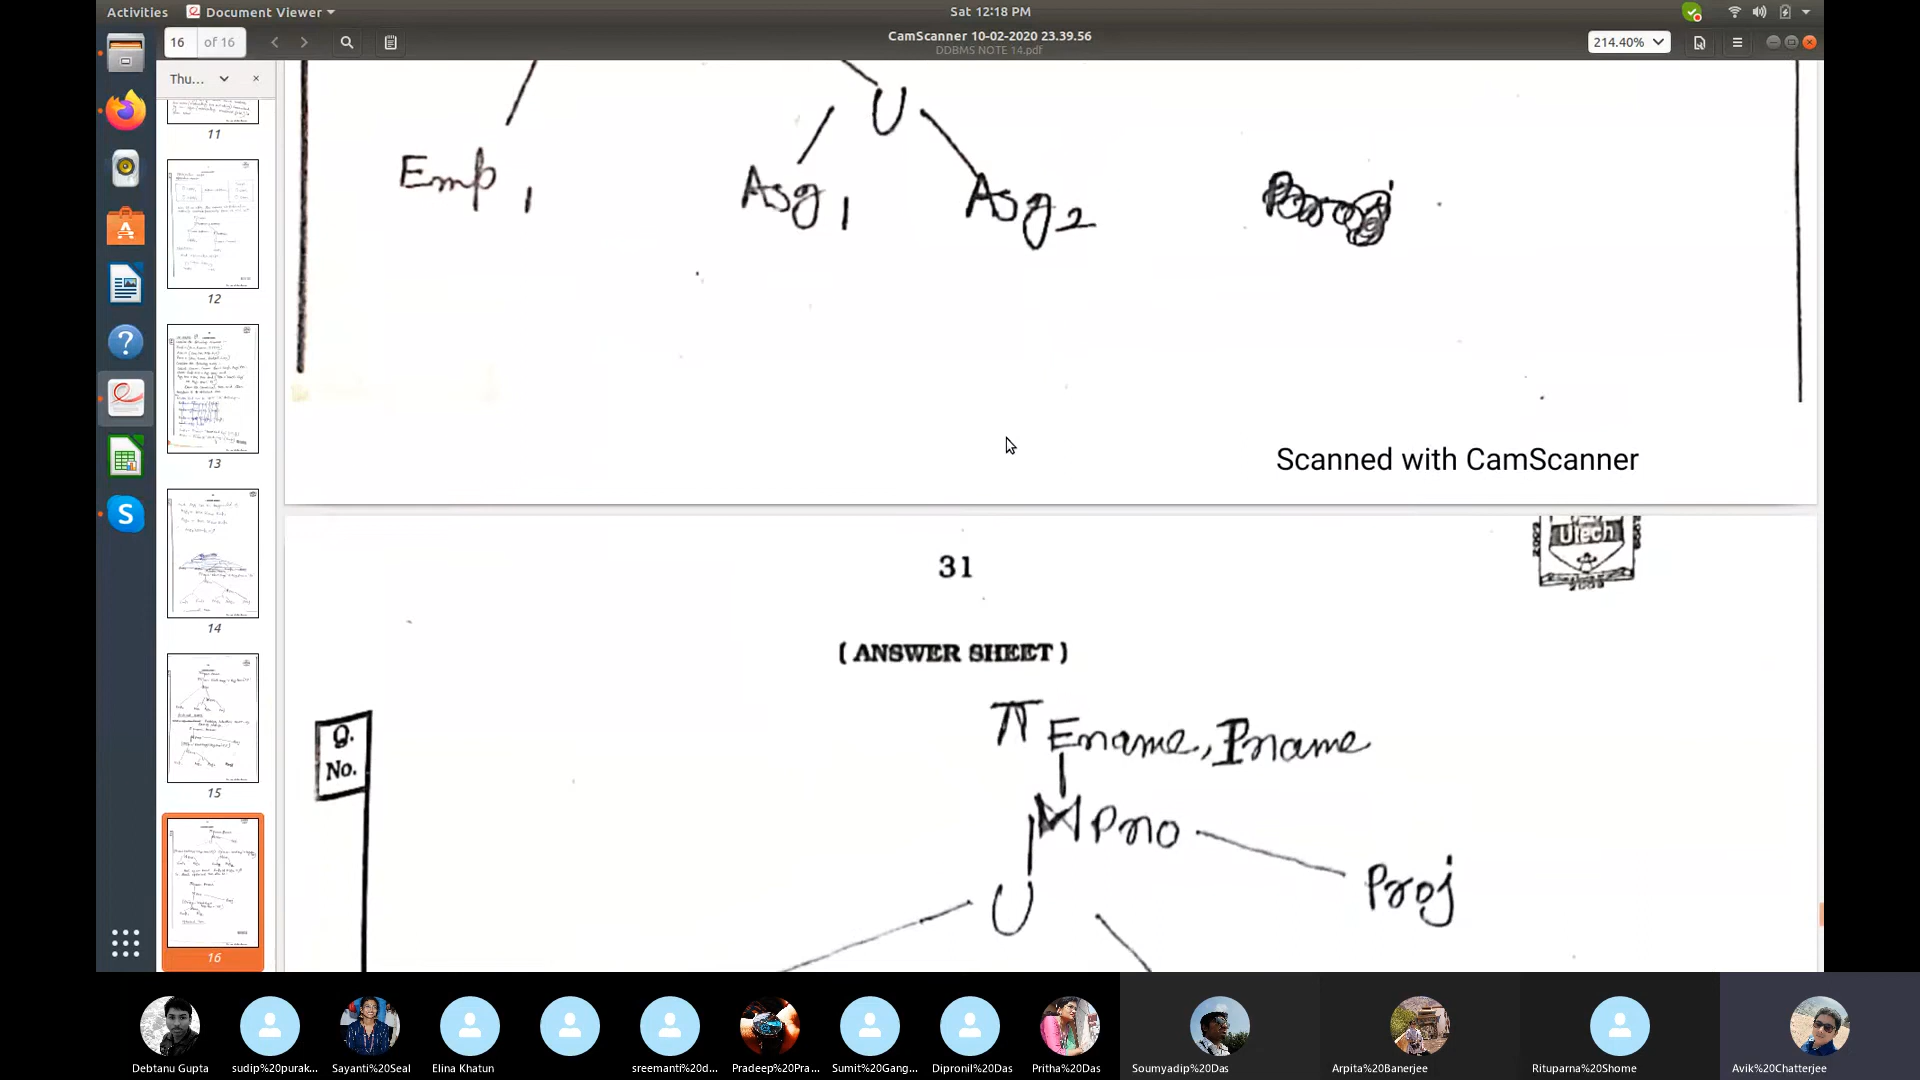 Activities Document Viewer Sat 12:18 PM
16 of 16 CamScanner 10-02-2020 23.39.56 214.40%
DDBMS NOTE 14.pdf
Thu...
11
12
13
14
15
16
U
Emp1 Asg1 Asg2
Scanned with CamScanner
31
Utech
( ANSWER SHEET )
Q.
No.
π Ename, Pname
⋈ Pno
Proj
U
Debtanu Gupta sudip%20purak... Sayanti%20Seal Elina Khatun sreemanti%20d... Pradeep%20Pra... Sumit%20Gang... Dipronil%20Das Pritha%20Das Soumyadip%20Das Arpita%20Banerjee Rituparna%20Shome Avik%20Chatterjee